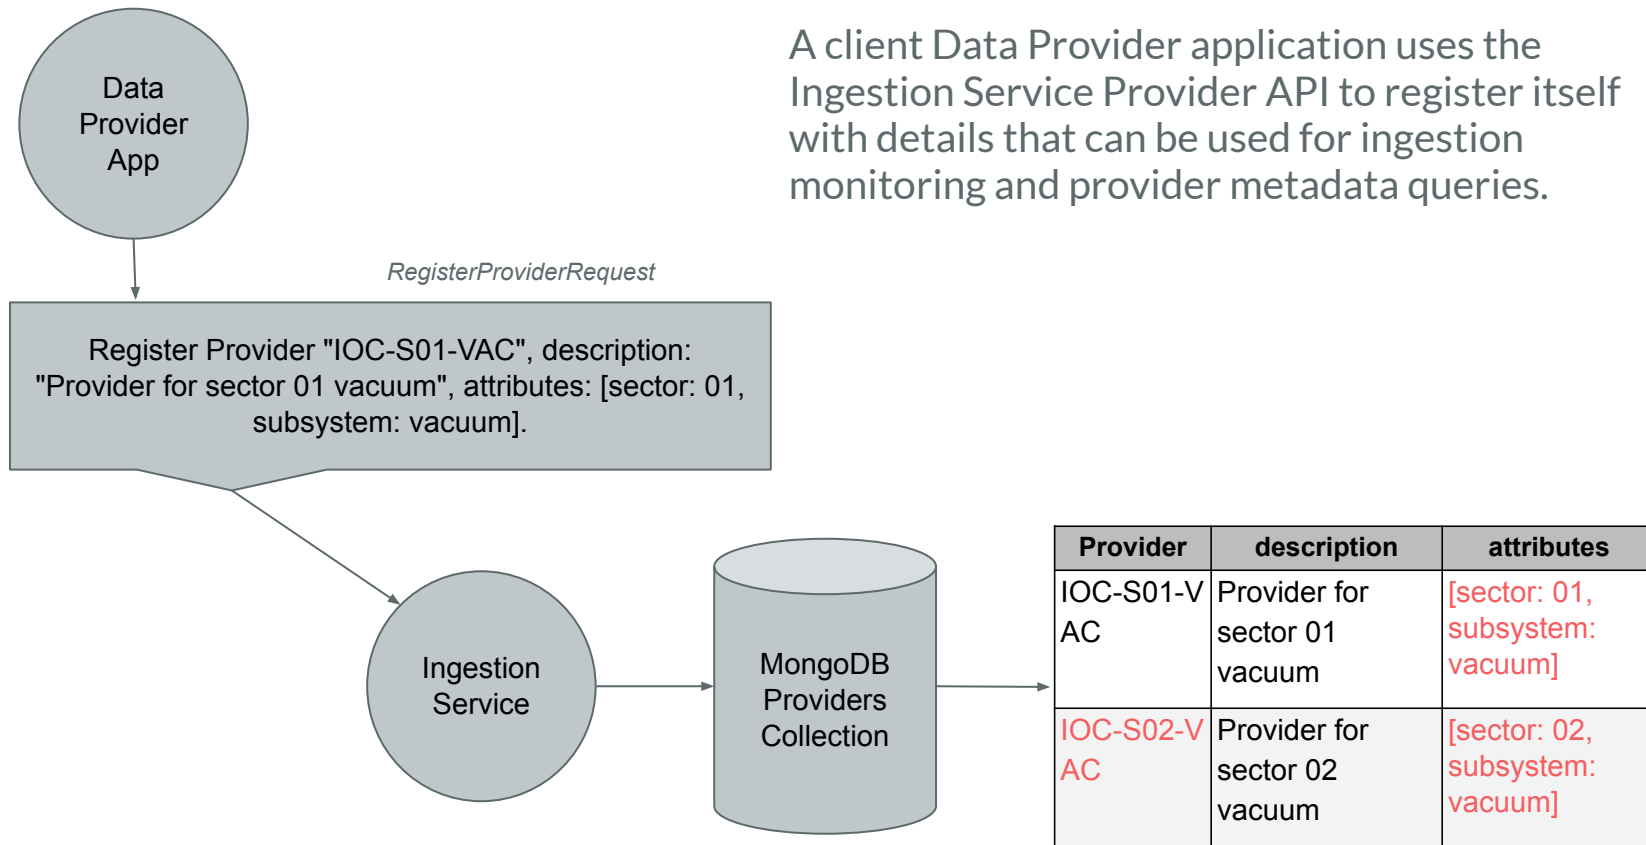 Data
Provider
App
A client Data Provider application uses the
Ingestion Service Provider API to register itself
with details that can be used for ingestion
monitoring and provider metadata queries.
RegisterProviderRequest
Register Provider "IOC-S01-VAC", description:
"Provider for sector 01 vacuum", attributes: [sector: 01,
subsystem: vacuum].
Ingestion
Service
MongoDB
Providers
Collection
Provider description attributes
IOC-S01-V
AC
Provider for
sector 01
vacuum
[sector: 01,
subsystem:
vacuum]
IOC-S02-V
AC
Provider for
sector 02
vacuum
[sector: 02,
subsystem:
vacuum]